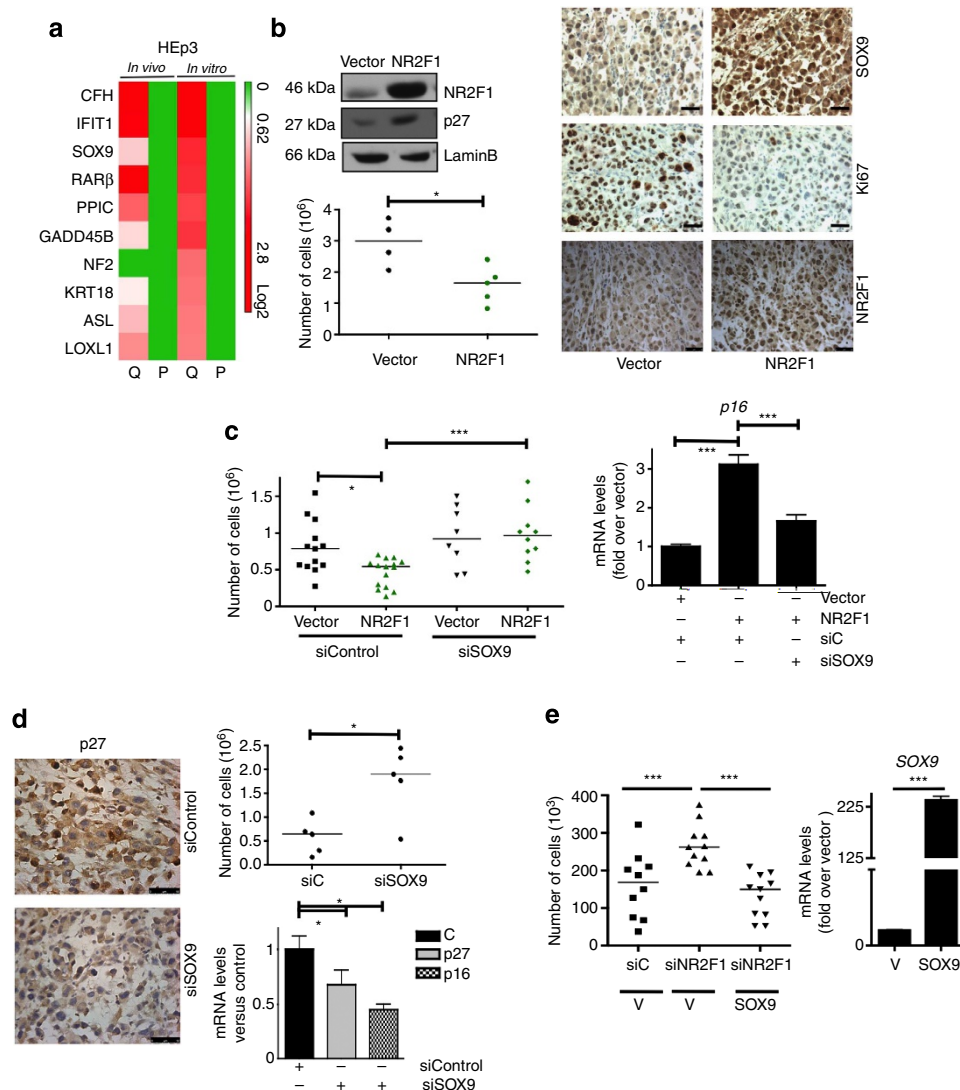 a
HEp3
In vivo In vitro
CFH
IFIT1
SOX9
RARβ
PPIC
GADD45B
NF2
KRT18
ASL
LOXL1
Q P Q P
0
0.62
2.8
Log2
b
Vector NR2F1
46 kDa NR2F1
27 kDa p27
66 kDa LaminB
Number of cells (10⁶)
4
3
2
1
0
*
Vector NR2F1
SOX9
Ki67
NR2F1
Vector NR2F1
c
Number of cells (10⁶)
1.5
1
0.5
0
*
***
Vector NR2F1 Vector NR2F1
siControl siSOX9
p16
***
***
mRNA levels
(fold over vector)
3
2
1
0
+ – – Vector
– + + NR2F1
+ + – siC
– – + siSOX9
d
p27
siControl
siSOX9
Number of cells (10⁶)
2.5
2.0
1.5
1.0
0.5
0.0
*
siC siSOX9
mRNA levels
versus control
1
0.5
0
*
*
C
p27
p16
+ – – siControl
– + + siSOX9
e
Number of cells (10³)
400
300
200
100
0
*** ***
siC siNR2F1 siNR2F1
V V SOX9
SOX9
***
mRNA levels
(fold over vector )
225
125
0
V SOX9